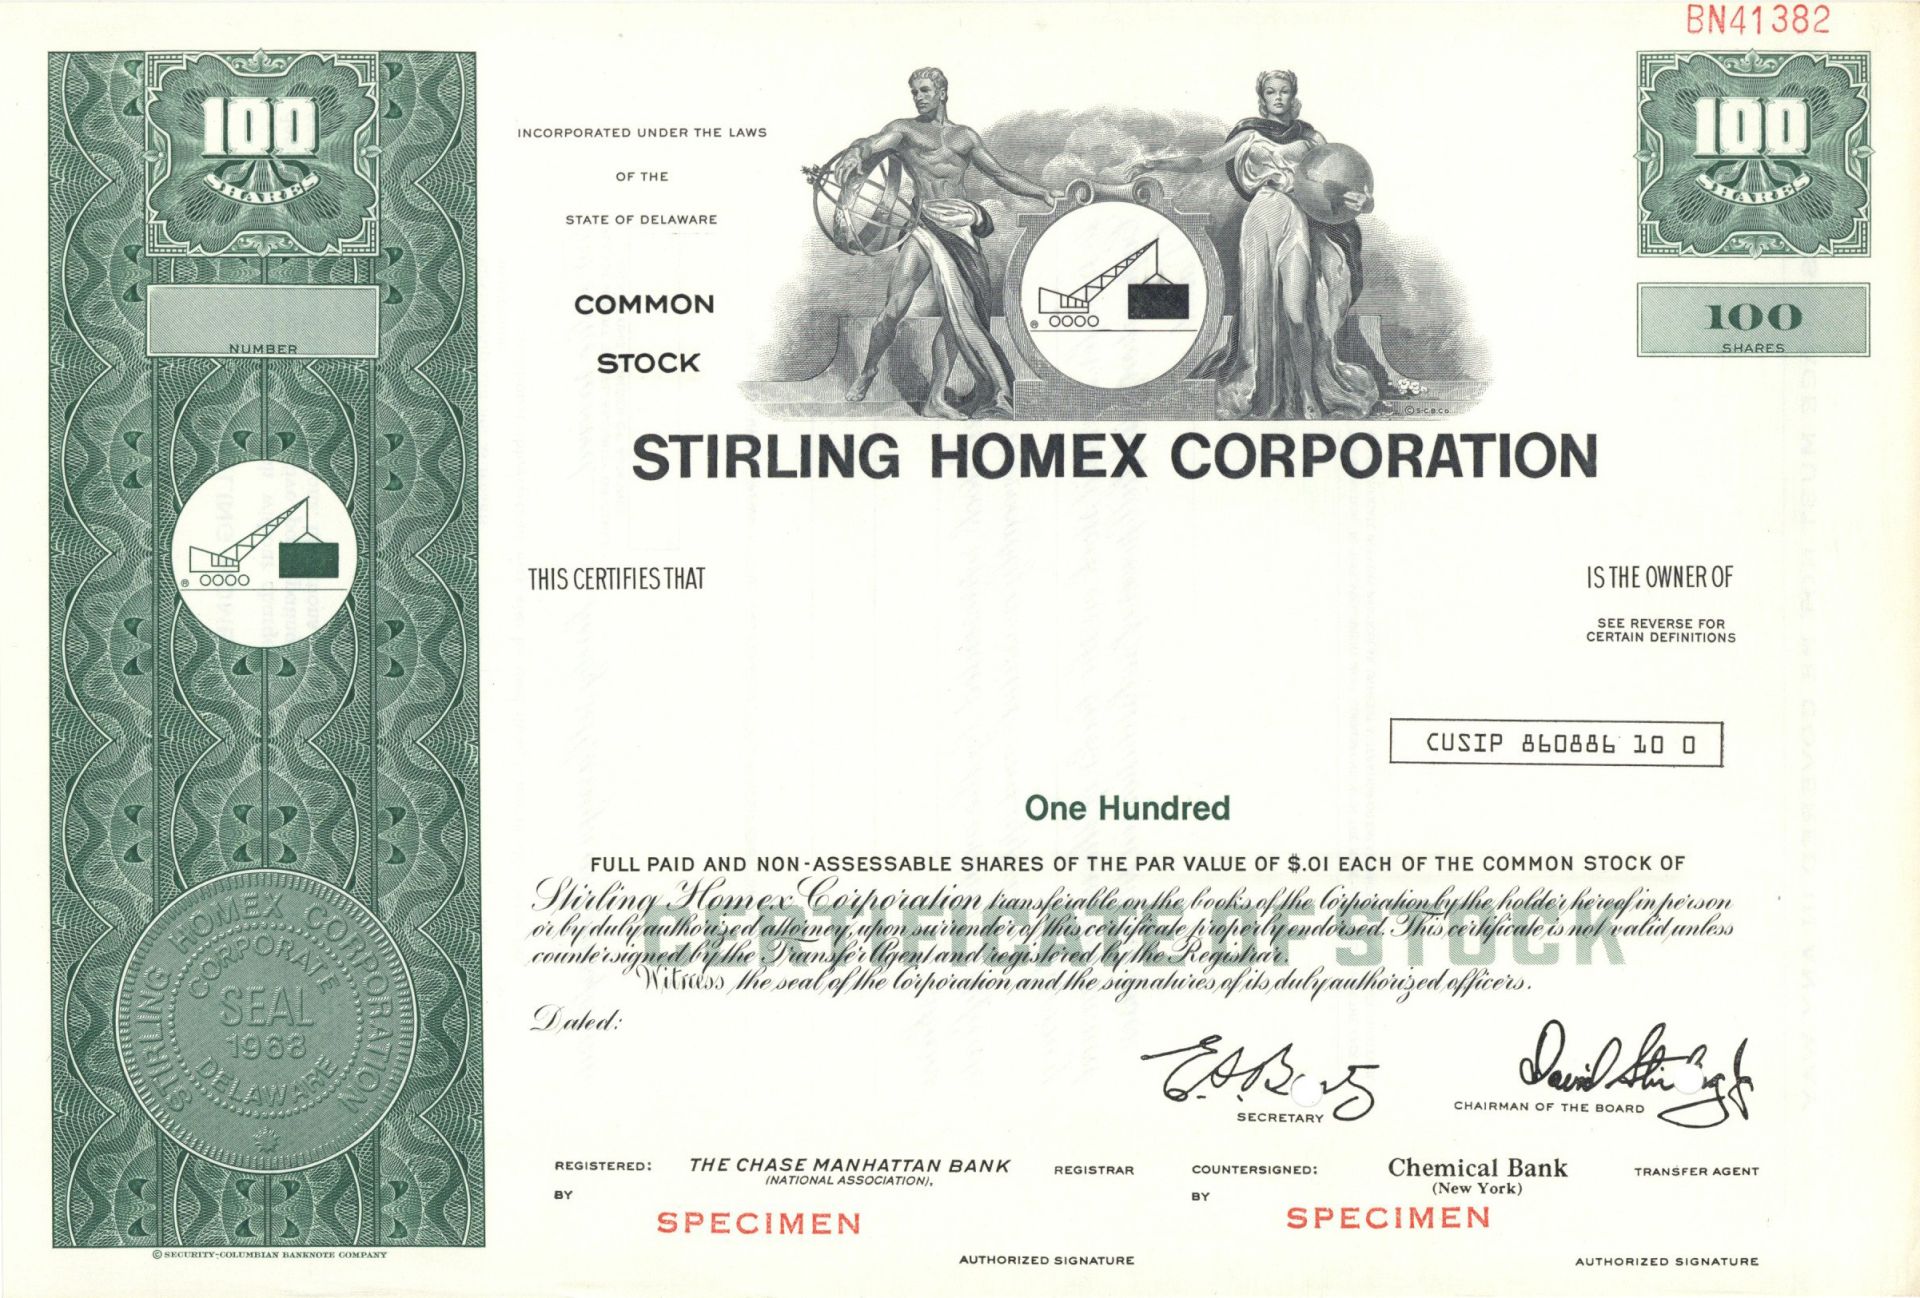 BN41382
100
SHARES
100
SHARES
INCORPORATED UNDER THE LAWS
OF THE
STATE OF DELAWARE
COMMON
STOCK
NUMBER
100
SHARES
®
© S-C.B.CO.
STIRLING HOMEX CORPORATION
®
THIS CERTIFIES THAT
IS THE OWNER OF
SEE REVERSE FOR
CERTAIN DEFINITIONS
CUSIP 860886 10 0
One Hundred
FULL PAID AND NON-ASSESSABLE SHARES OF THE PAR VALUE OF $.01 EACH OF THE COMMON STOCK OF
Stirling Homex Corporation transferable on the books of the Corporation by the holder hereof in person
or by duly authorized attorney, upon surrender of this certificate properly endorsed. This certificate is not valid unless
countersigned by the Transfer Agent and registered by the Registrar.
CERTIFICATE OF STOCK
Witness the seal of the Corporation and the signatures of its duly authorized officers.
Dated:
STIRLING HOMEX CORPORATION
CORPORATE
SEAL
1968
DELAWARE
SECRETARY
David Stirling Jr
CHAIRMAN OF THE BOARD
REGISTERED:
THE CHASE MANHATTAN BANK
(NATIONAL ASSOCIATION),
REGISTRAR
BY
SPECIMEN
AUTHORIZED SIGNATURE
COUNTERSIGNED:
Chemical Bank
(New York)
TRANSFER AGENT
BY
SPECIMEN
AUTHORIZED SIGNATURE
© SECURITY-COLUMBIAN BANKNOTE COMPANY